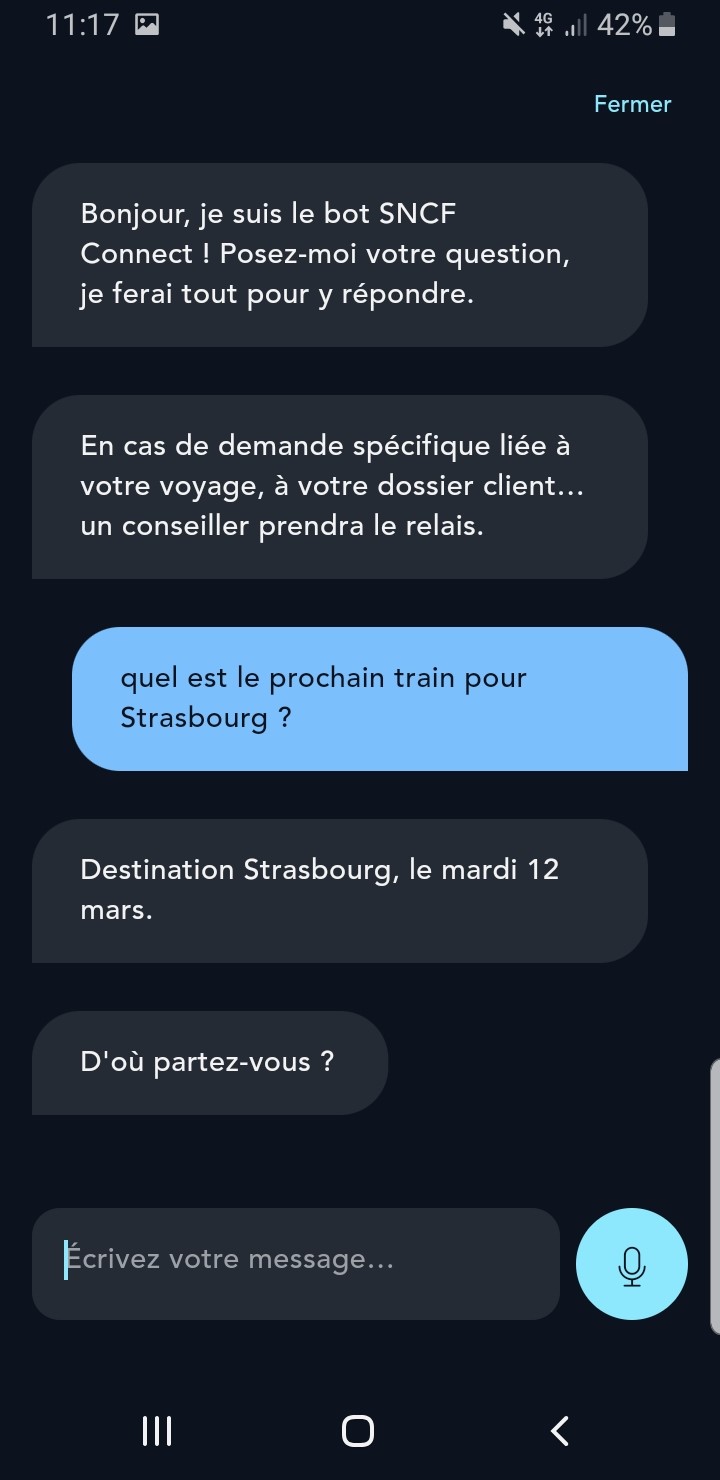 11:17
4G
42%
Fermer
Bonjour, je suis le bot SNCF
Connect ! Posez-moi votre question,
je ferai tout pour y répondre.
En cas de demande spécifique liée à
votre voyage, à votre dossier client...
un conseiller prendra le relais.
quel est le prochain train pour
Strasbourg ?
Destination Strasbourg, le mardi 12
mars.
D'où partez-vous ?
Écrivez votre message...